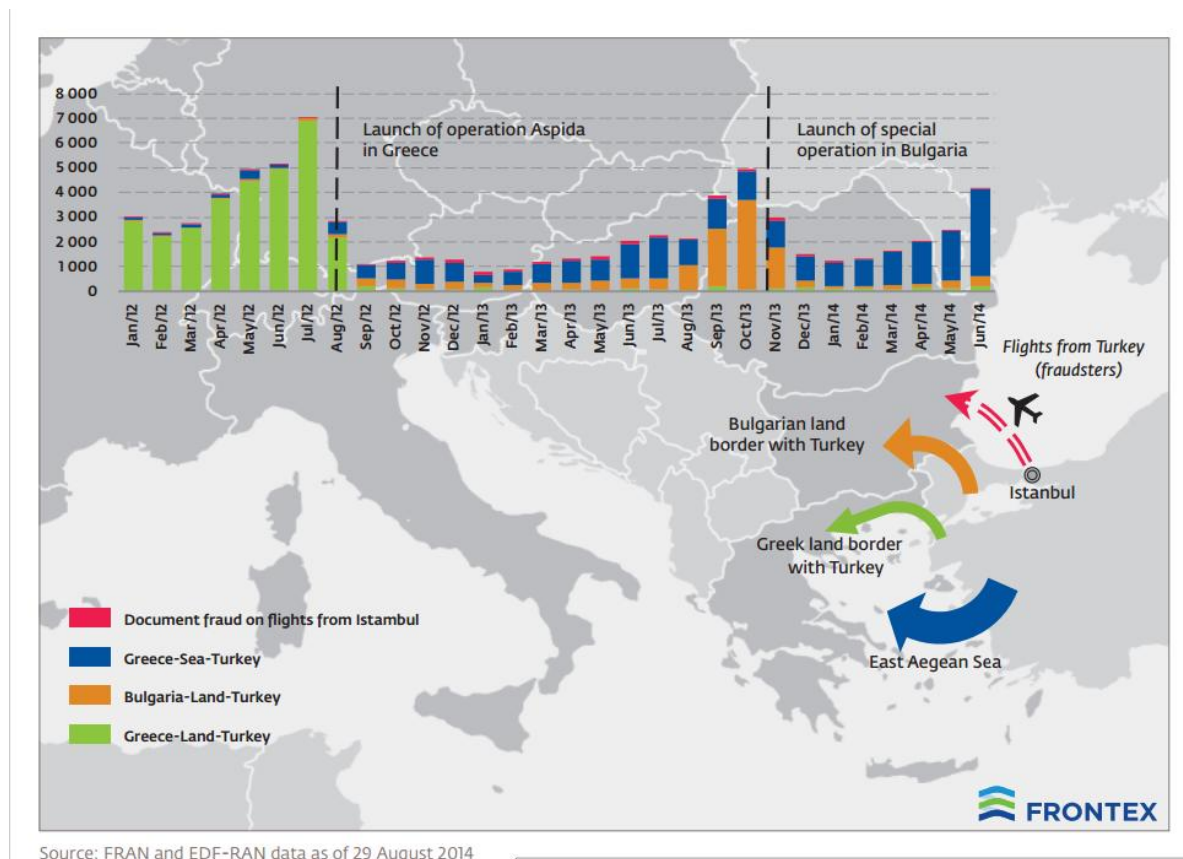 8 000
7 000
6 000
5 000
4 000
3 000
2 000
1 000
0
Launch of operation Aspida
in Greece
Launch of special
operation in Bulgaria
Jan/12
Feb/12
Mar/12
Apr/12
May/12
Jun/12
Jul/12
Aug/12
Sep/12
Oct/12
Nov/12
Dec/12
Jan/13
Feb/13
Mar/13
Apr/13
May/13
Jun/13
Jul/13
Aug/13
Sep/13
Oct/13
Nov/13
Dec/13
Jan/14
Feb/14
Mar/14
Apr/14
May/14
Jun/14
Flights from Turkey
(fraudsters)
Bulgarian land
border with Turkey
Istanbul
Greek land border
with Turkey
East Aegean Sea
Document fraud on flights from Istambul
Greece-Sea-Turkey
Bulgaria-Land-Turkey
Greece-Land-Turkey
FRONTEX
Source: FRAN and EDF-RAN data as of 29 August 2014